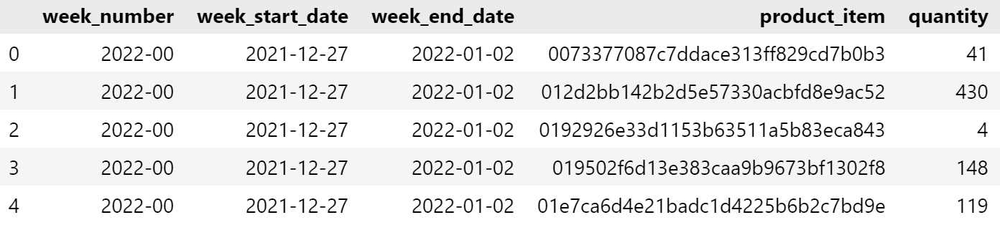 week_number week_start_date week_end_date product_item quantity
0 2022-00 2021-12-27 2022-01-02 0073377087c7ddace313ff829cd7b0b3 41
1 2022-00 2021-12-27 2022-01-02 012d2bb142b2d5e57330acbfd8e9ac52 430
2 2022-00 2021-12-27 2022-01-02 0192926e33d1153b63511a5b83eca843 4
3 2022-00 2021-12-27 2022-01-02 019502f6d13e383caa9b9673bf1302f8 148
4 2022-00 2021-12-27 2022-01-02 01e7ca6d4e21badc1d4225b6b2c7bd9e 119